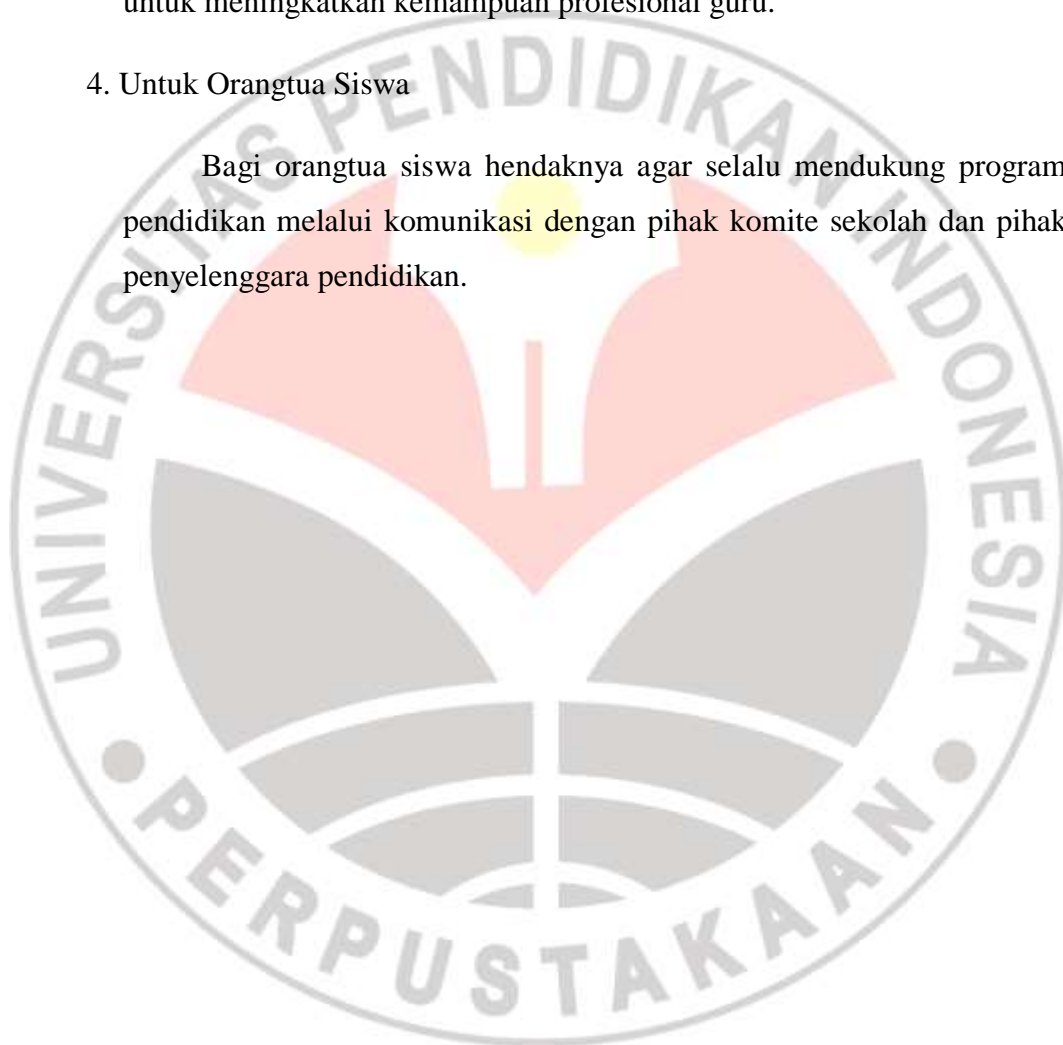 untuk meningkatkan kemampuan profesional guru.
4. Untuk Orangtua Siswa
Bagi orangtua siswa hendaknya agar selalu mendukung program
pendidikan melalui komunikasi dengan pihak komite sekolah dan pihak
penyelenggara pendidikan.
UNIVERSITAS PENDIDIKAN INDONESIA
PERPUSTAKAAN